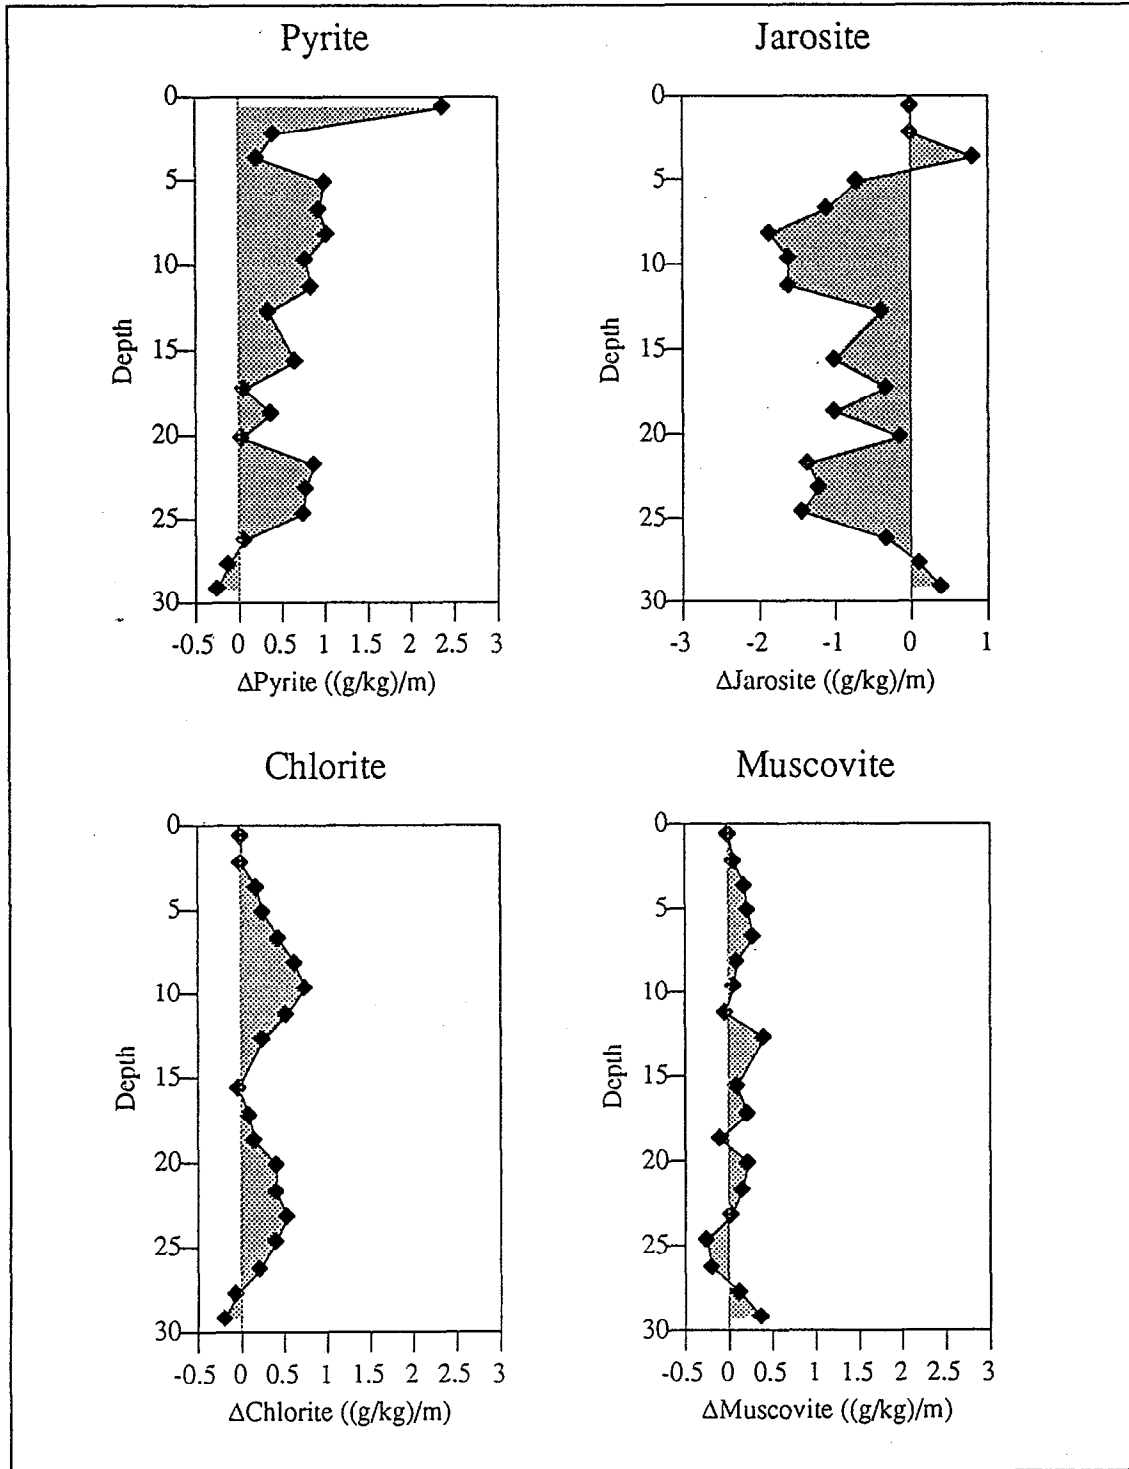 Pyrite
0
5
10
15
20
25
30
Depth
-0.5 0 0.5 1 1.5 2 2.5 3
ΔPyrite ((g/kg)/m)
Jarosite
0
5
10
15
20
25
30
Depth
-3 -2 -1 0 1
ΔJarosite ((g/kg)/m)
Chlorite
0
5
10
15
20
25
30
Depth
-0.5 0 0.5 1 1.5 2 2.5 3
ΔChlorite ((g/kg)/m)
Muscovite
0
5
10
15
20
25
30
Depth
-0.5 0 0.5 1 1.5 2 2.5 3
ΔMuscovite ((g/kg)/m)